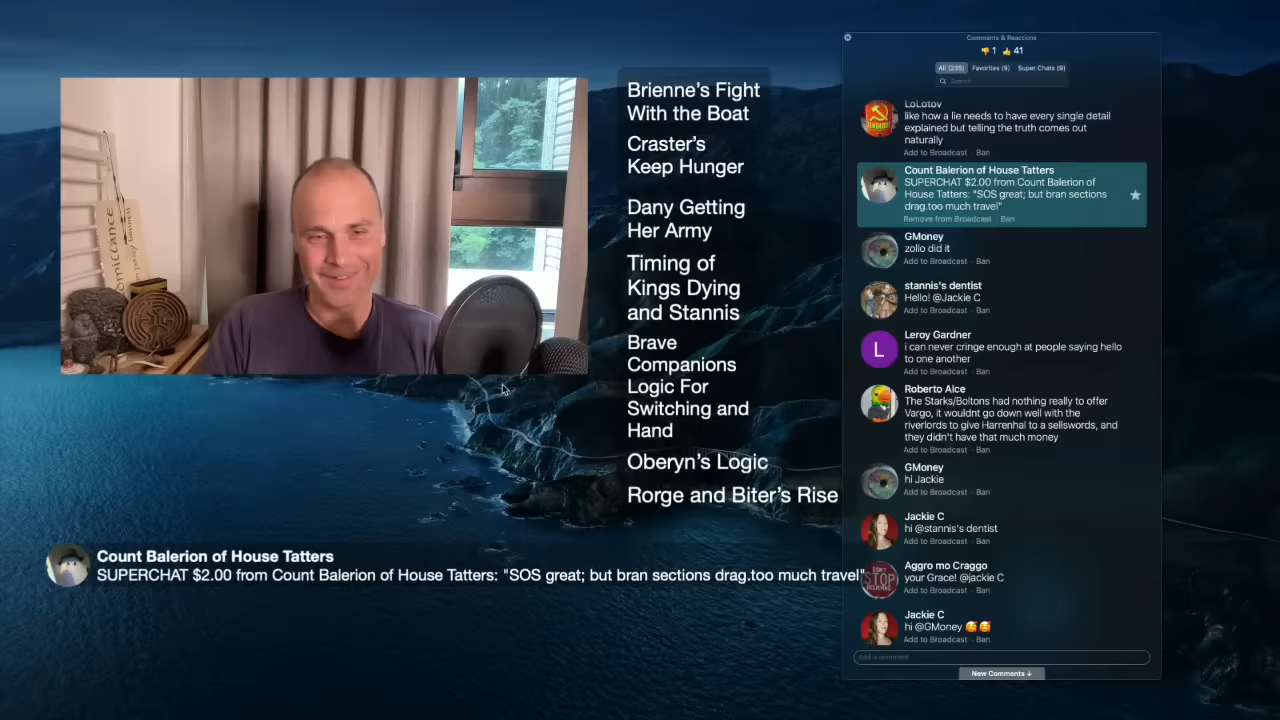 Brienne's Fight
With the Boat
Craster's
Keep Hunger
Dany Getting
Her Army
Timing of
Kings Dying
and Stannis
Brave
Companions
Logic For
Switching and
Hand
Oberyn's Logic
Rorge and Biter's Rise
Count Balerion of House Tatters
SUPERCHAT $2.00 from Count Balerion of House Tatters: "SOS great; but bran sections drag.too much travel"
Comments & Reactions
👎 1 👍 41
All (235) Favorites (9) Super Chats (9)
Search
LoLotov
like how a lie needs to have every single detail
explained but telling the truth comes out
naturally
Add to Broadcast · Ban
Count Balerion of House Tatters
SUPERCHAT $2.00 from Count Balerion of House
Tatters: "SOS great; but bran sections
drag.too much travel"
Remove from Broadcast · Ban
GMoney
zollo did it
Add to Broadcast · Ban
stannis's dentist
Hello! @Jackie C
Add to Broadcast · Ban
L
Leroy Gardner
i can never cringe enough at people saying hello
to one another
Add to Broadcast · Ban
Roberto Alce
The Starks/Boltons had nothing really to offer
Vargo, it wouldnt go down well with the
riverlords to give Harrenhal to a sellswords, and
they didn't have that much money
Add to Broadcast · Ban
GMoney
hi Jackie
Add to Broadcast · Ban
Jackie C
hi @stannis's dentist
Add to Broadcast · Ban
DON'T
STOP
BELIEVING
Aggro mo Craggo
your Grace! @jackie C
Add to Broadcast · Ban
Jackie C
hi @GMoney 🥰🥰
Add to Broadcast · Ban
Add a comment
New Comments ↓